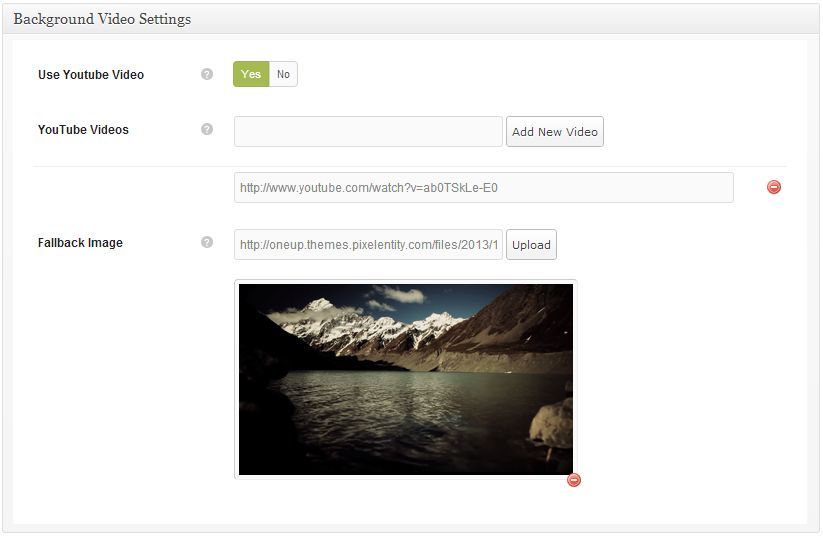 Background Video Settings
Use Youtube Video ? Yes No
YouTube Videos ? Add New Video
http://www.youtube.com/watch?v=ab0TSkLe-E0
Fallback Image ? http://oneup.themes.pixelentity.com/files/2013/1 Upload